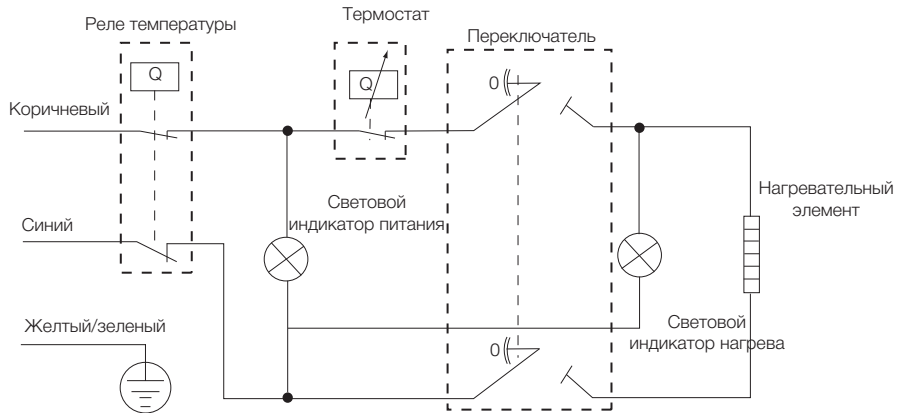 Реле температуры
Термостат
Переключатель
Q
Q
0
Коричневый
Световой
индикатор питания
Нагревательный
элемент
Синий
Желтый/зеленый
Световой
индикатор нагрева
0